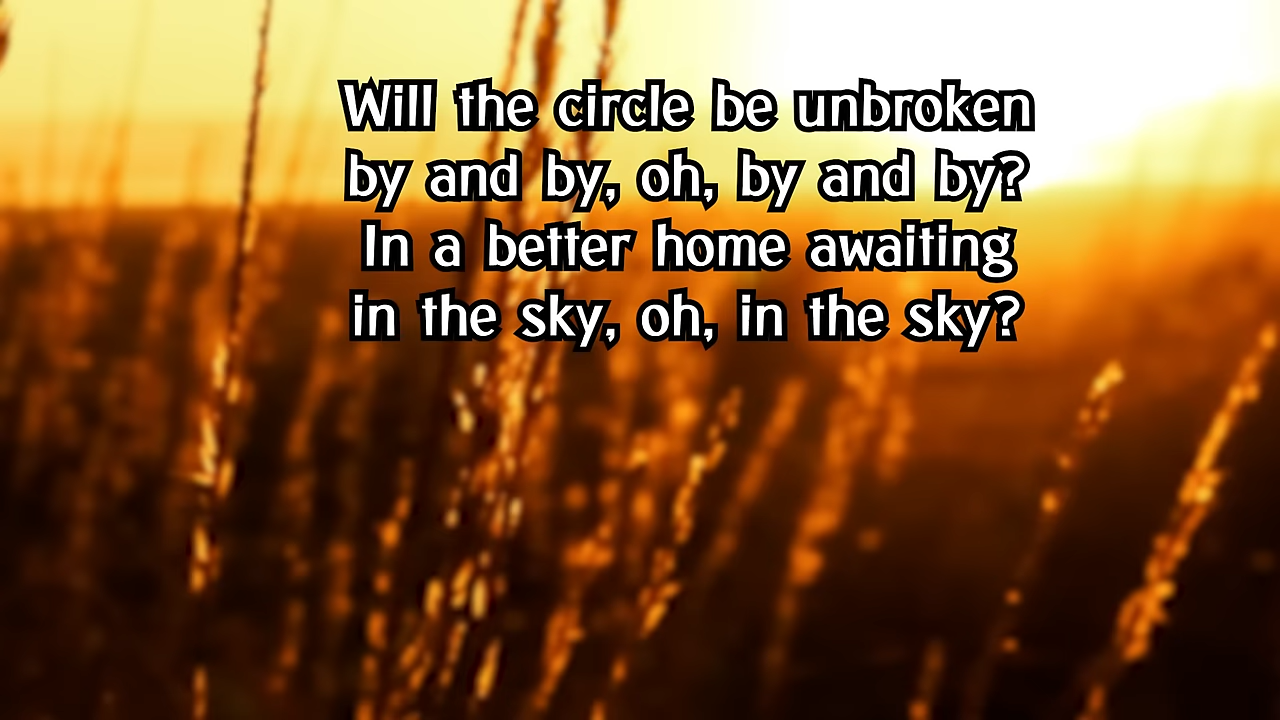 Will the circle be unbroken
by and by, oh, by and by?
In a better home awaiting
in the sky, oh, in the sky?